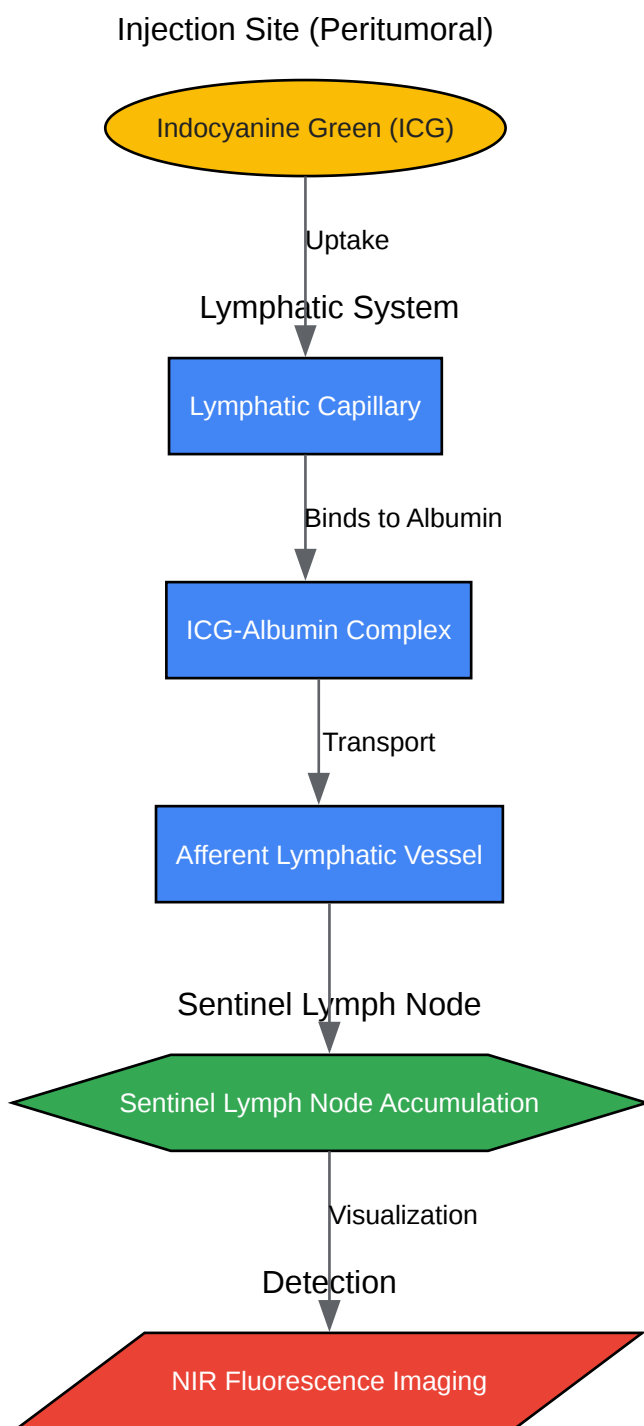 Injection Site (Peritumoral)
Indocyanine Green (ICG)
Uptake
Lymphatic System
Lymphatic Capillary
Binds to Albumin
ICG-Albumin Complex
Transport
Afferent Lymphatic Vessel
Sentinel Lymph Node
Sentinel Lymph Node Accumulation
Visualization
Detection
NIR Fluorescence Imaging